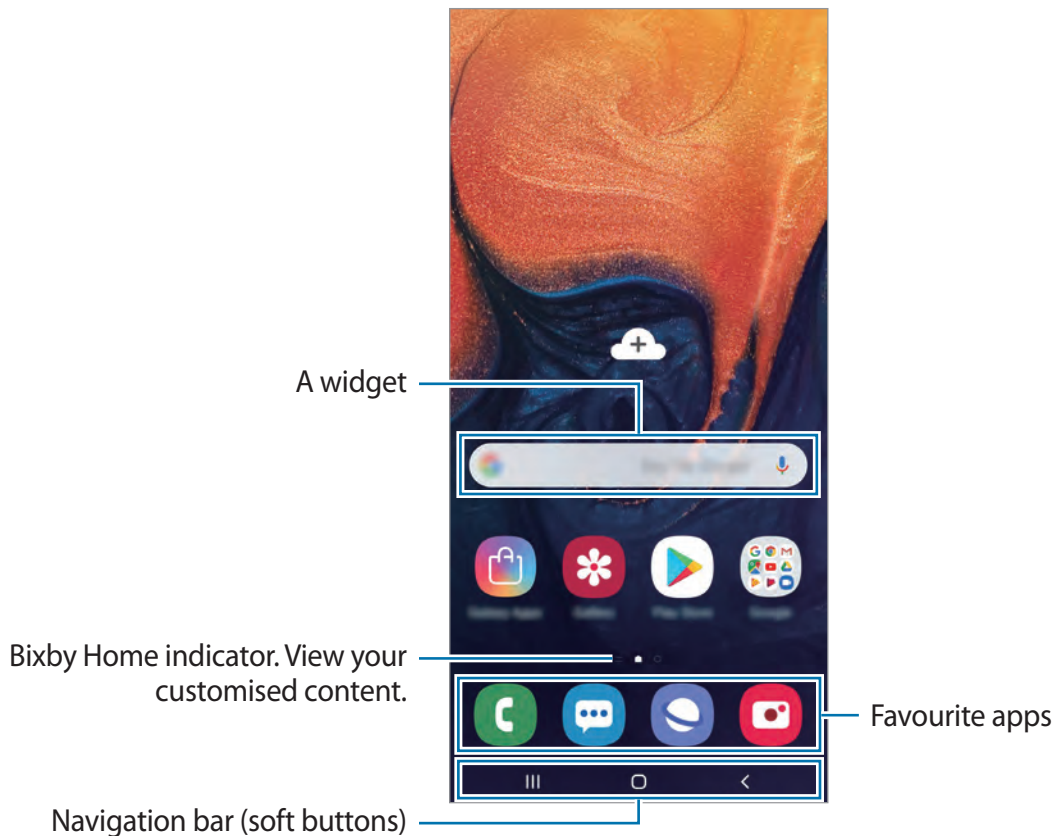 A widget
Bixby Home indicator. View your
customised content.
Favourite apps
Navigation bar (soft buttons)